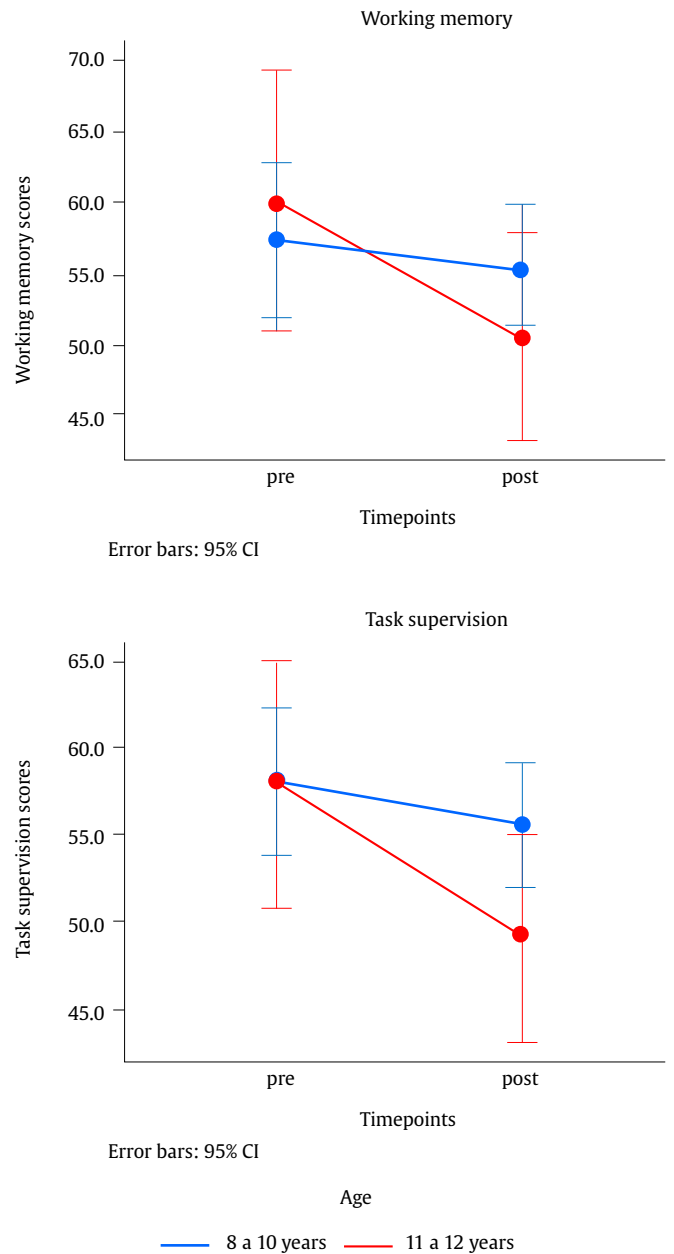 Working memory
70.0
65.0
60.0
55.0
50.0
45.0
Working memory scores
pre post
Timepoints
Error bars: 95% CI
Task supervision
65.0
60.0
55.0
50.0
45.0
Task supervision scores
pre post
Timepoints
Error bars: 95% CI
Age
8 a 10 years 11 a 12 years